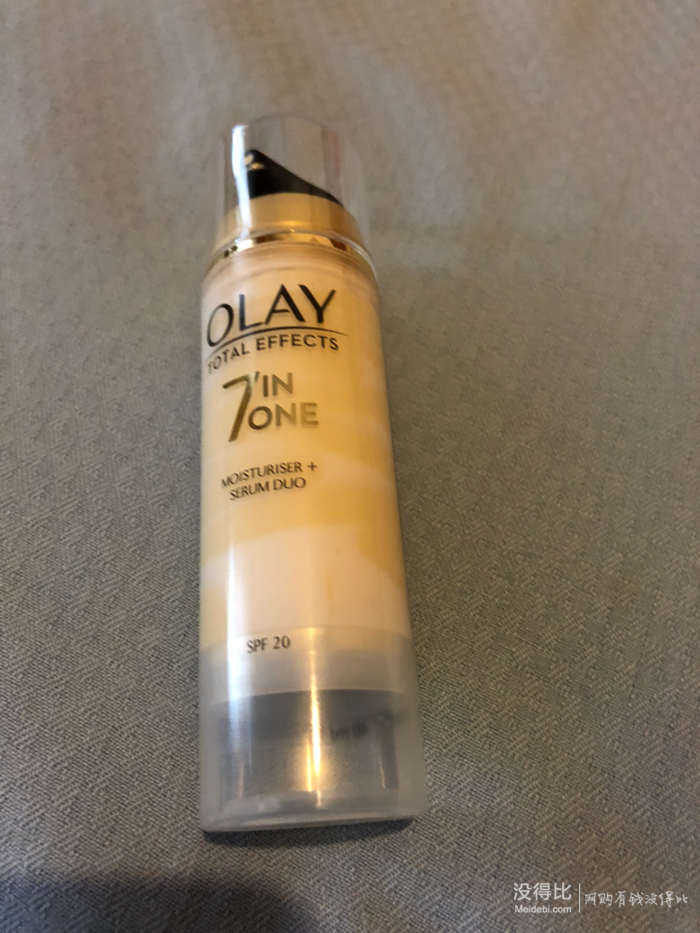 OLAY
TOTAL EFFECTS
7 IN
ONE
MOISTURISER +
SERUM DUO
SPF 20
没得比
Meidebi.com
网购有钱没得比